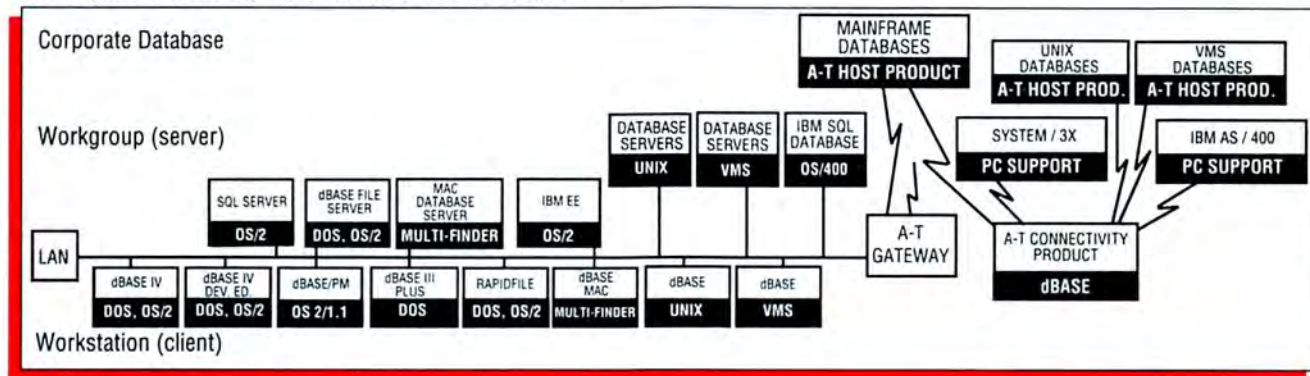 Corporate Database
MAINFRAME
DATABASES
A-T HOST PRODUCT
UNIX
DATABASES
A-T HOST PROD.
VMS
DATABASES
A-T HOST PROD.
Workgroup (server)
DATABASE
SERVERS
UNIX
DATABASE
SERVERS
VMS
IBM SQL
DATABASE
OS/400
SYSTEM / 3X
PC SUPPORT
IBM AS / 400
PC SUPPORT
SQL SERVER
OS/2
dBASE FILE
SERVER
DOS, OS/2
MAC
DATABASE
SERVER
MULTI-FINDER
IBM EE
OS/2
LAN
A-T
GATEWAY
A-T CONNECTIVITY
PRODUCT
dBASE
dBASE IV
DOS, OS/2
dBASE IV
DEV. ED.
DOS, OS/2
dBASE/PM
OS 2/1.1
dBASE III
PLUS
DOS
RAPIDFILE
DOS, OS/2
dBASE
MAC
MULTI-FINDER
dBASE
UNIX
dBASE
VMS
Workstation (client)